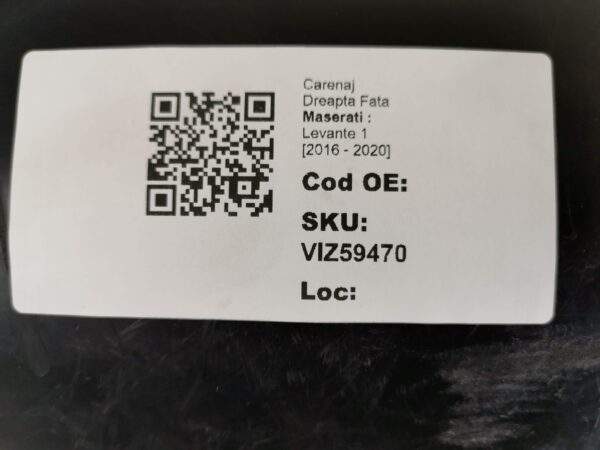 Carenaj
Dreapta Fata
Maserati :
Levante 1
[2016 - 2020]
Cod OE:
SKU:
VIZ59470
Loc: